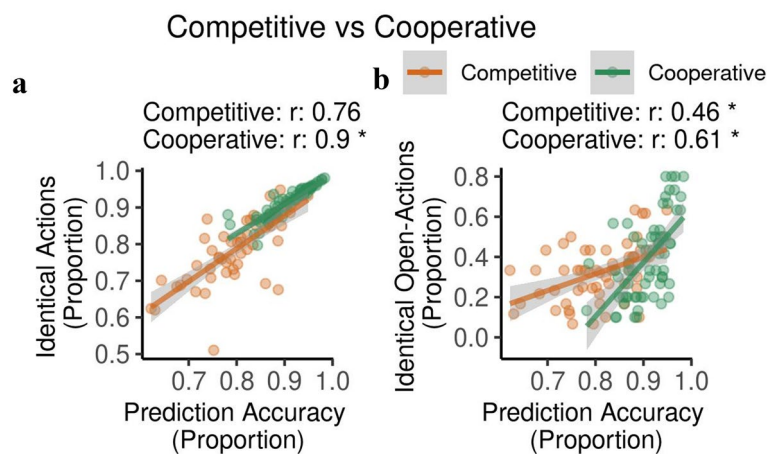 Competitive vs Cooperative
a
b
Competitive
Cooperative
Competitive: r: 0.76
Cooperative: r: 0.9 *
Competitive: r: 0.46 *
Cooperative: r: 0.61 *
Identical Actions
(Proportion)
1.0
0.9
0.8
0.7
0.6
0.5
0.7 0.8 0.9 1.0
Prediction Accuracy
(Proportion)
Identical Open-Actions
(Proportion)
0.8
0.6
0.4
0.2
0.0
0.7 0.8 0.9 1.0
Prediction Accuracy
(Proportion)